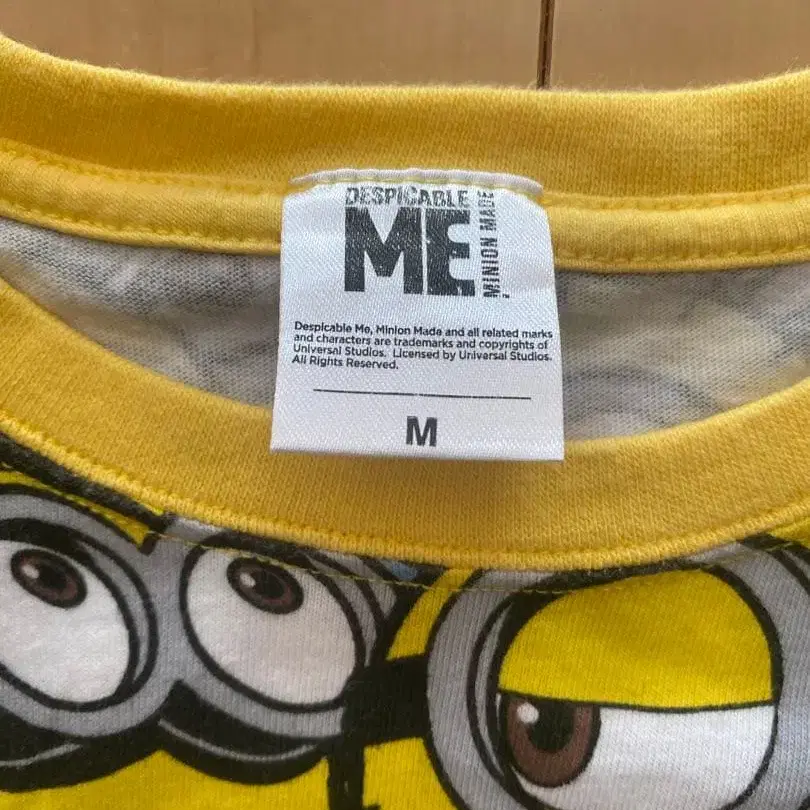 DESPICABLE
ME
MINION MADE
Despicable Me, Minion Made and all related marks
and characters are trademarks and copyrights of
Universal Studios. Licensed by Universal Studios.
All Rights Reserved.
M